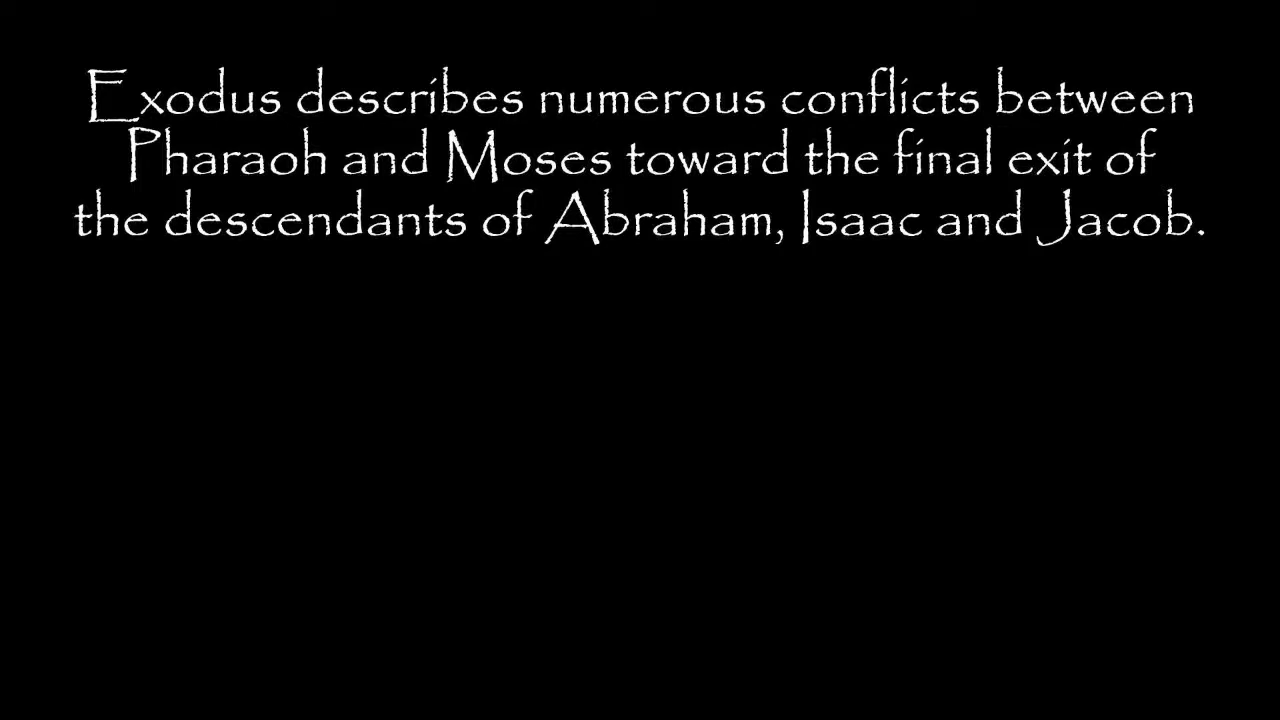 Exodus describes numerous conflicts between
Pharaoh and Moses toward the final exit of
the descendants of Abraham, Isaac and Jacob.